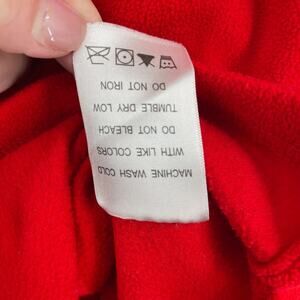 MACHINE WASH COLD
WITH LIKE COLORS
DO NOT BLEACH
TUMBLE DRY LOW
DO NOT IRON